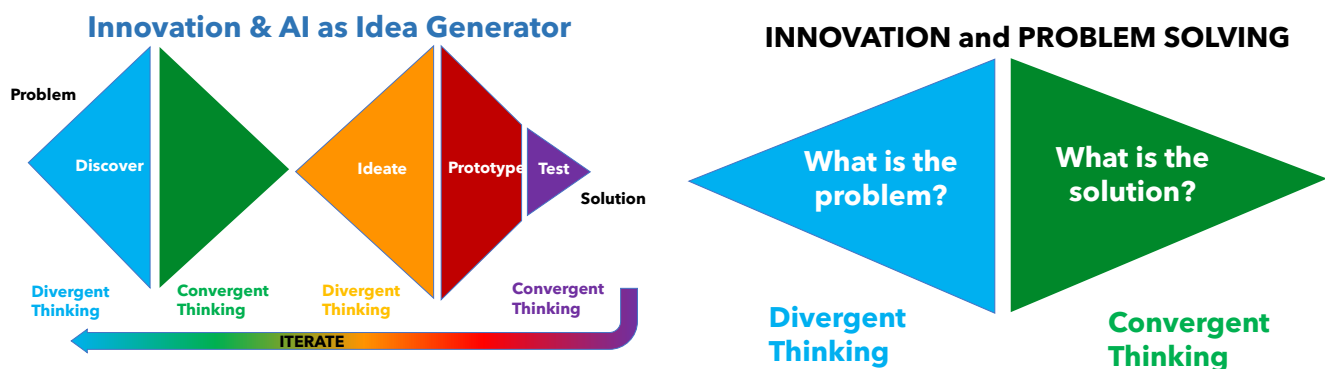 Innovation & AI as Idea Generator
Problem
Discover
Ideate
Prototype
Test
Solution
Divergent
Thinking
Convergent
Thinking
Divergent
Thinking
Convergent
Thinking
ITERATE
INNOVATION and PROBLEM SOLVING
What is the
problem?
What is the
solution?
Divergent
Thinking
Convergent
Thinking